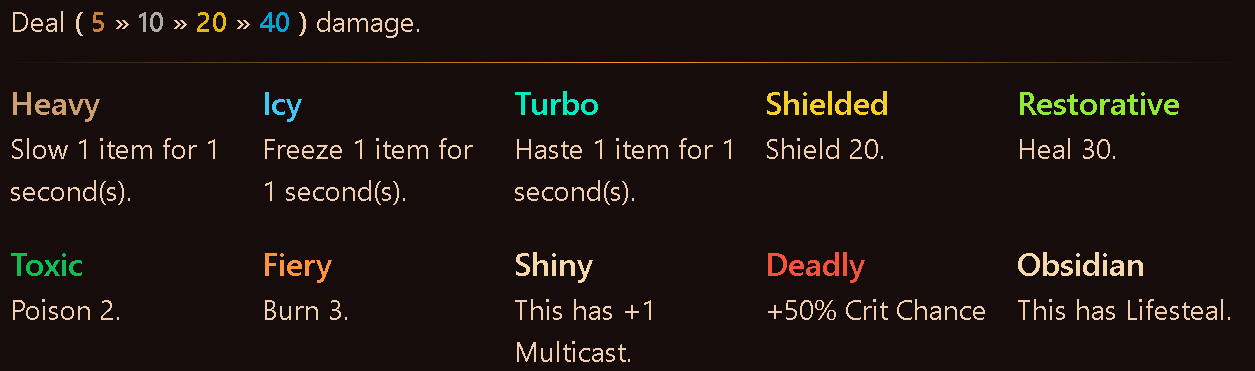 Deal ( 5 » 10 » 20 » 40 ) damage.
Heavy
Slow 1 item for 1
second(s).
Icy
Freeze 1 item for
1 second(s).
Turbo
Haste 1 item for 1
second(s).
Shielded
Shield 20.
Restorative
Heal 30.
Toxic
Poison 2.
Fiery
Burn 3.
Shiny
This has +1
Multicast.
Deadly
+50% Crit Chance
Obsidian
This has Lifesteal.